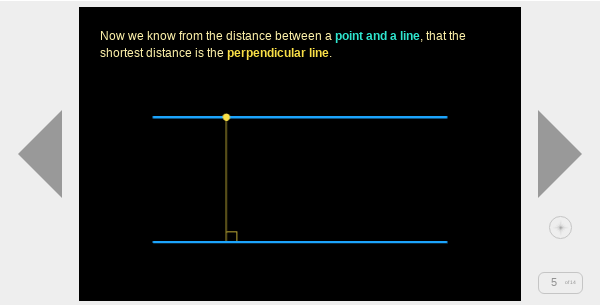 Now we know from the distance between a point and a line, that the
shortest distance is the perpendicular line.
5 of 14